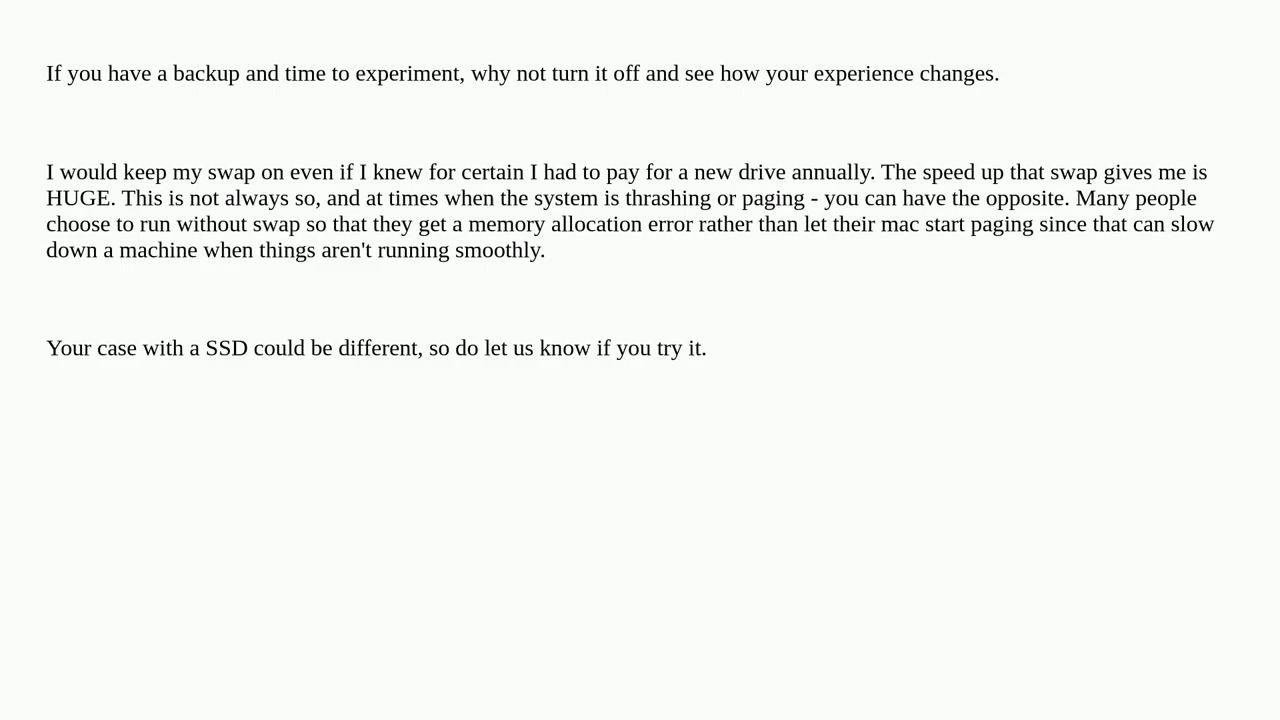 If you have a backup and time to experiment, why not turn it off and see how your experience changes.
I would keep my swap on even if I knew for certain I had to pay for a new drive annually. The speed up that swap gives me is
HUGE. This is not always so, and at times when the system is thrashing or paging - you can have the opposite. Many people
choose to run without swap so that they get a memory allocation error rather than let their mac start paging since that can slow
down a machine when things aren't running smoothly.
Your case with a SSD could be different, so do let us know if you try it.